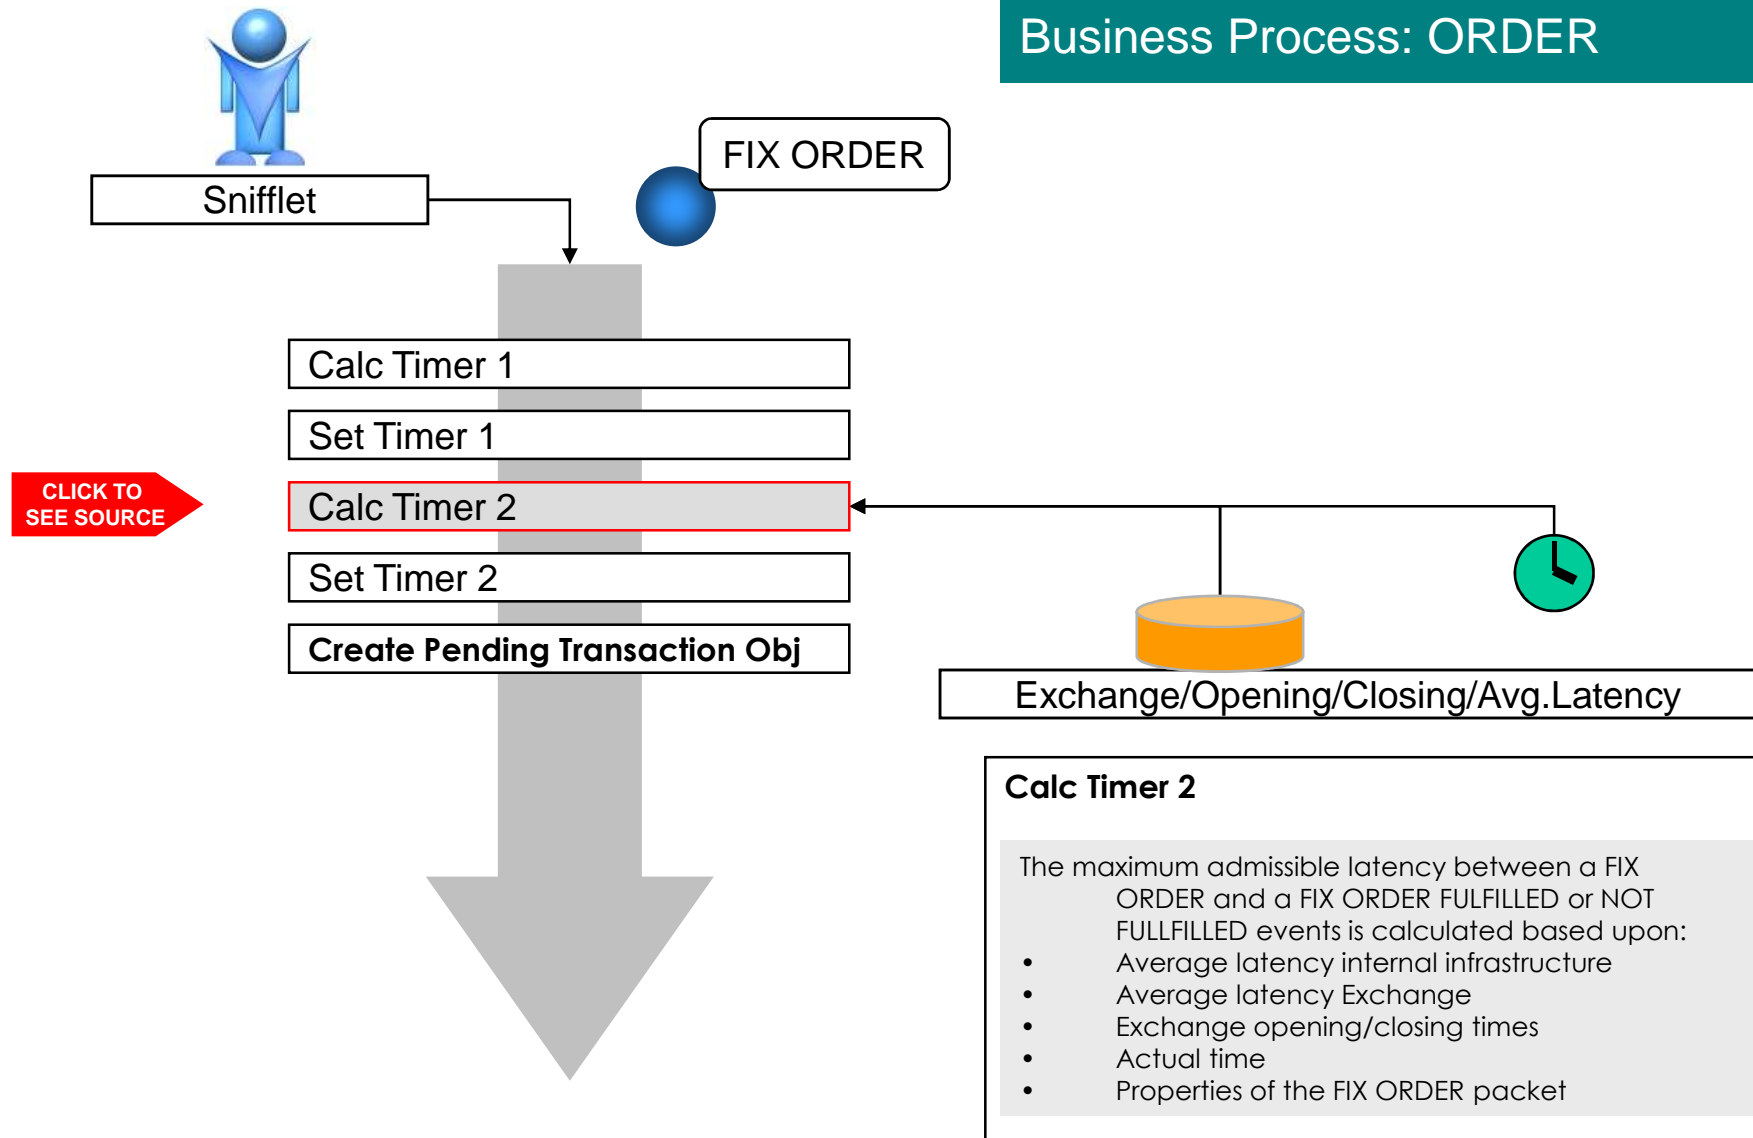 Business Process: ORDER
FIX ORDER
Snifflet
Calc Timer 1
Set Timer 1
CLICK TO
SEE SOURCE
Calc Timer 2
Set Timer 2
Create Pending Transaction Obj
Exchange/Opening/Closing/Avg.Latency
Calc Timer 2
The maximum admissible latency between a FIX
ORDER and a FIX ORDER FULFILLED or NOT
FULLFILLED events is calculated based upon:
• Average latency internal infrastructure
• Average latency Exchange
• Exchange opening/closing times
• Actual time
• Properties of the FIX ORDER packet